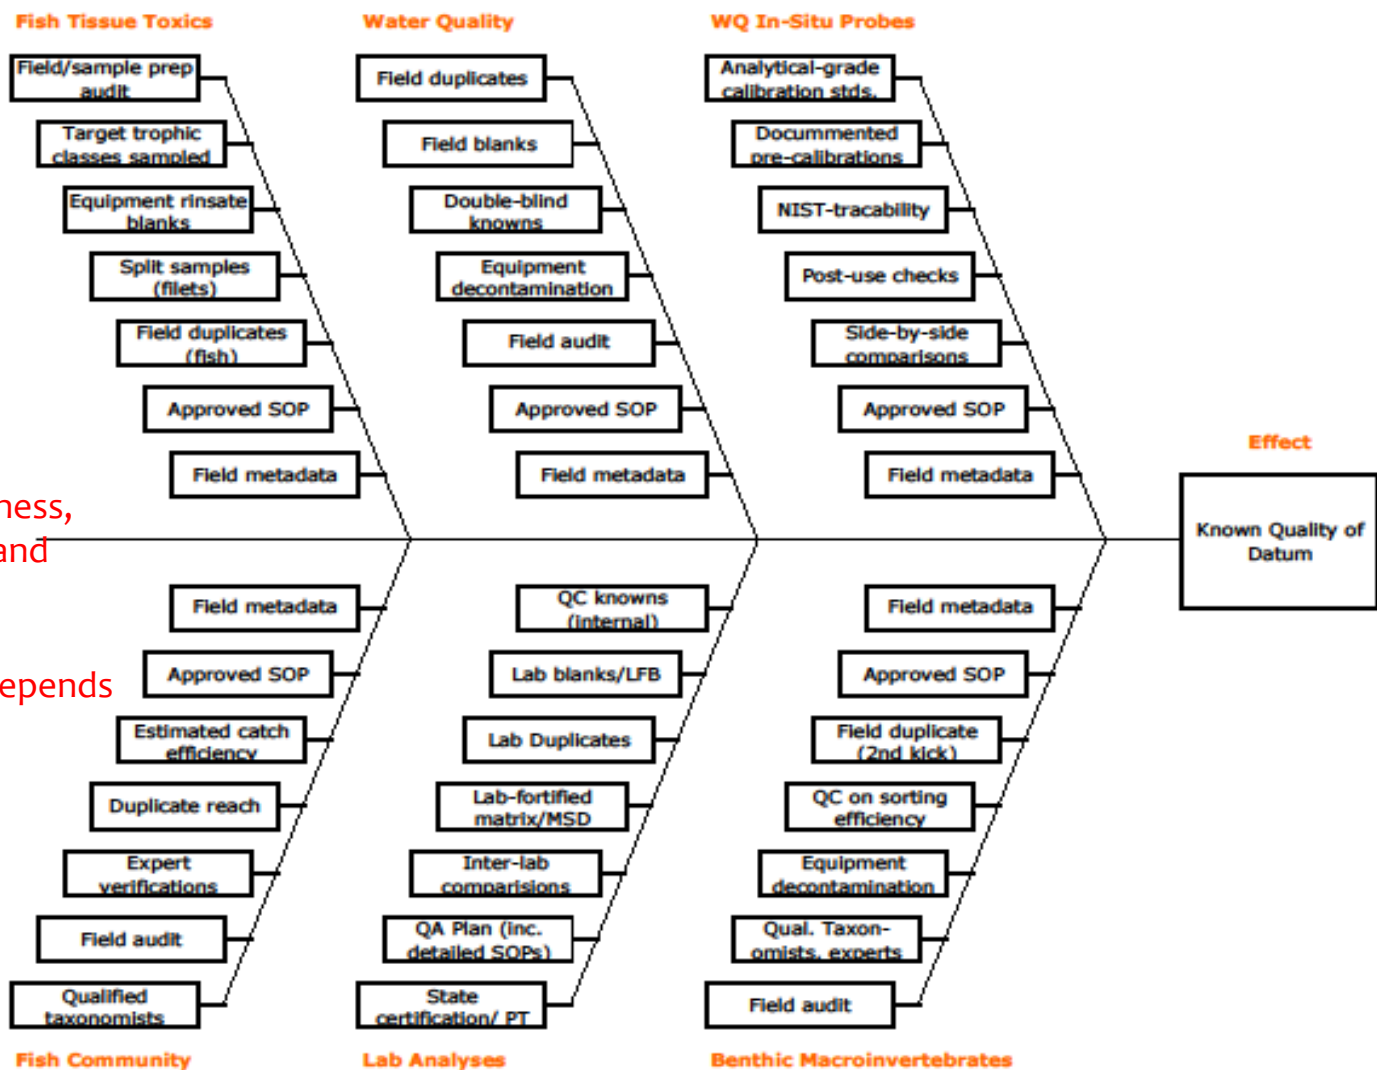 Fish Tissue Toxics
Field/sample prep
audit
Target trophic
classes sampled
Equipment rinsate
blanks
Split samples
(filets)
Field duplicates
(fish)
Approved SOP
Field metadata
Water Quality
Field duplicates
Field blanks
Double-blind
knowns
Equipment
decontamination
Field audit
Approved SOP
Field metadata
WQ In-Situ Probes
Analytical-grade
calibration stds.
Docummented
pre-calibrations
NIST-tracability
Post-use checks
Side-by-side
comparisons
Approved SOP
Field metadata
Effect
Known Quality of
Datum
ness,
and
epends
Field metadata
Approved SOP
Estimated catch
efficiency
Duplicate reach
Expert
verifications
Field audit
Qualified
taxonomists
Fish Community
QC knowns
(internal)
Lab blanks/LFB
Lab Duplicates
Lab-fortified
matrix/MSD
Inter-lab
comparisions
QA Plan (inc.
detailed SOPs)
State
certification/ PT
Lab Analyses
Field metadata
Approved SOP
Field duplicate
(2nd kick)
QC on sorting
efficiency
Equipment
decontamination
Qual. Taxon-
omists, experts
Field audit
Benthic Macroinvertebrates